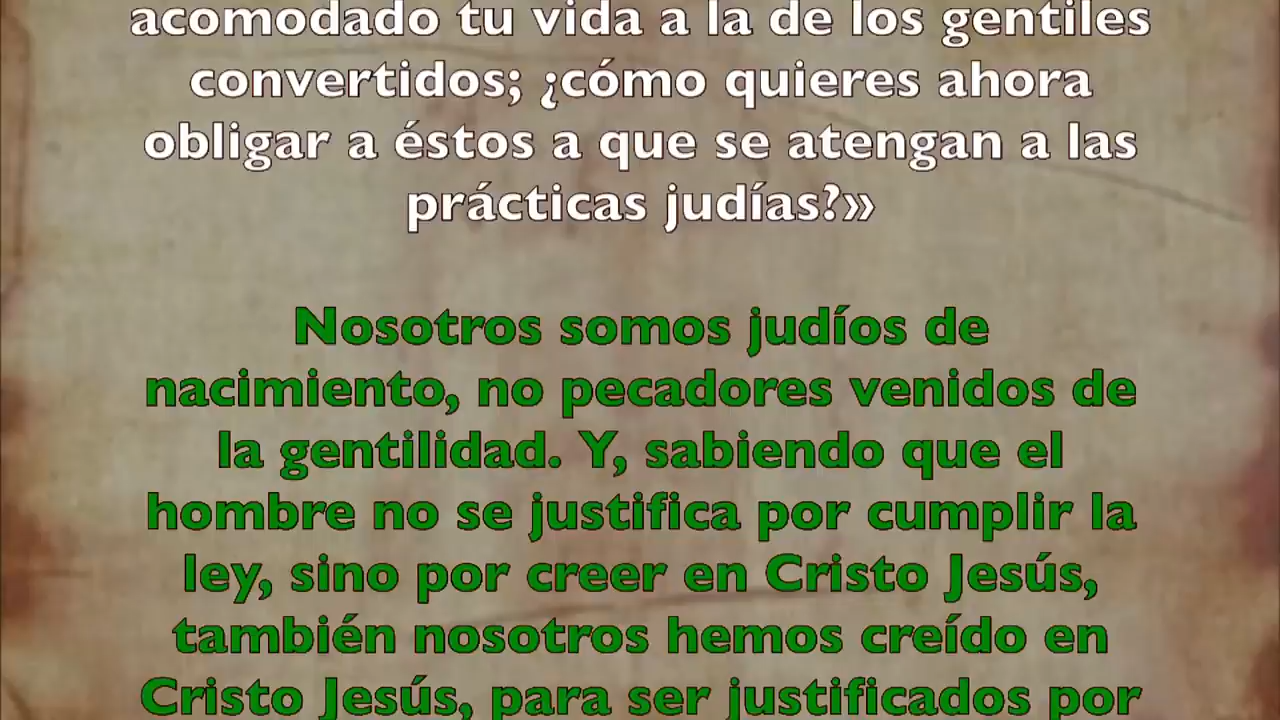 acomodado tu vida a la de los gentiles
convertidos; ¿cómo quieres ahora
obligar a éstos a que se atengan a las
prácticas judías?»
Nosotros somos judíos de
nacimiento, no pecadores venidos de
la gentilidad. Y, sabiendo que el
hombre no se justifica por cumplir la
ley, sino por creer en Cristo Jesús,
también nosotros hemos creído en
Cristo Jesús, para ser justificados por